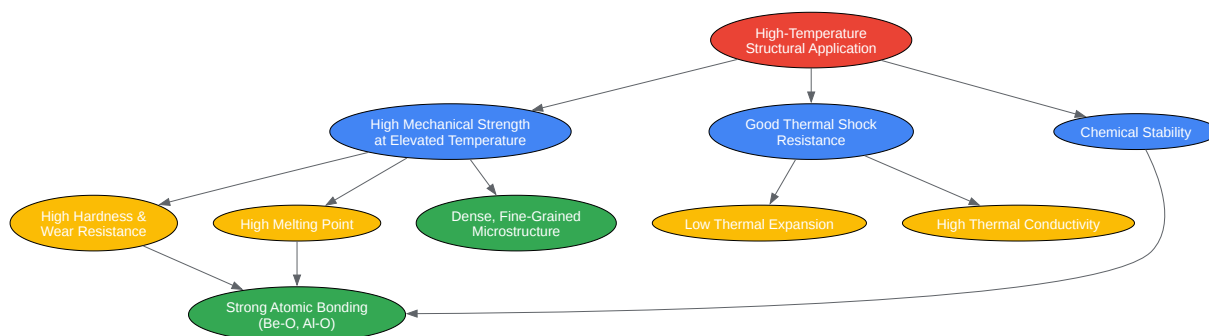 High-Temperature
Structural Application
High Mechanical Strength
at Elevated Temperature
Good Thermal Shock
Resistance
Chemical Stability
High Hardness &
Wear Resistance
High Melting Point
Dense, Fine-Grained
Microstructure
Low Thermal Expansion
High Thermal Conductivity
Strong Atomic Bonding
(Be-O, Al-O)